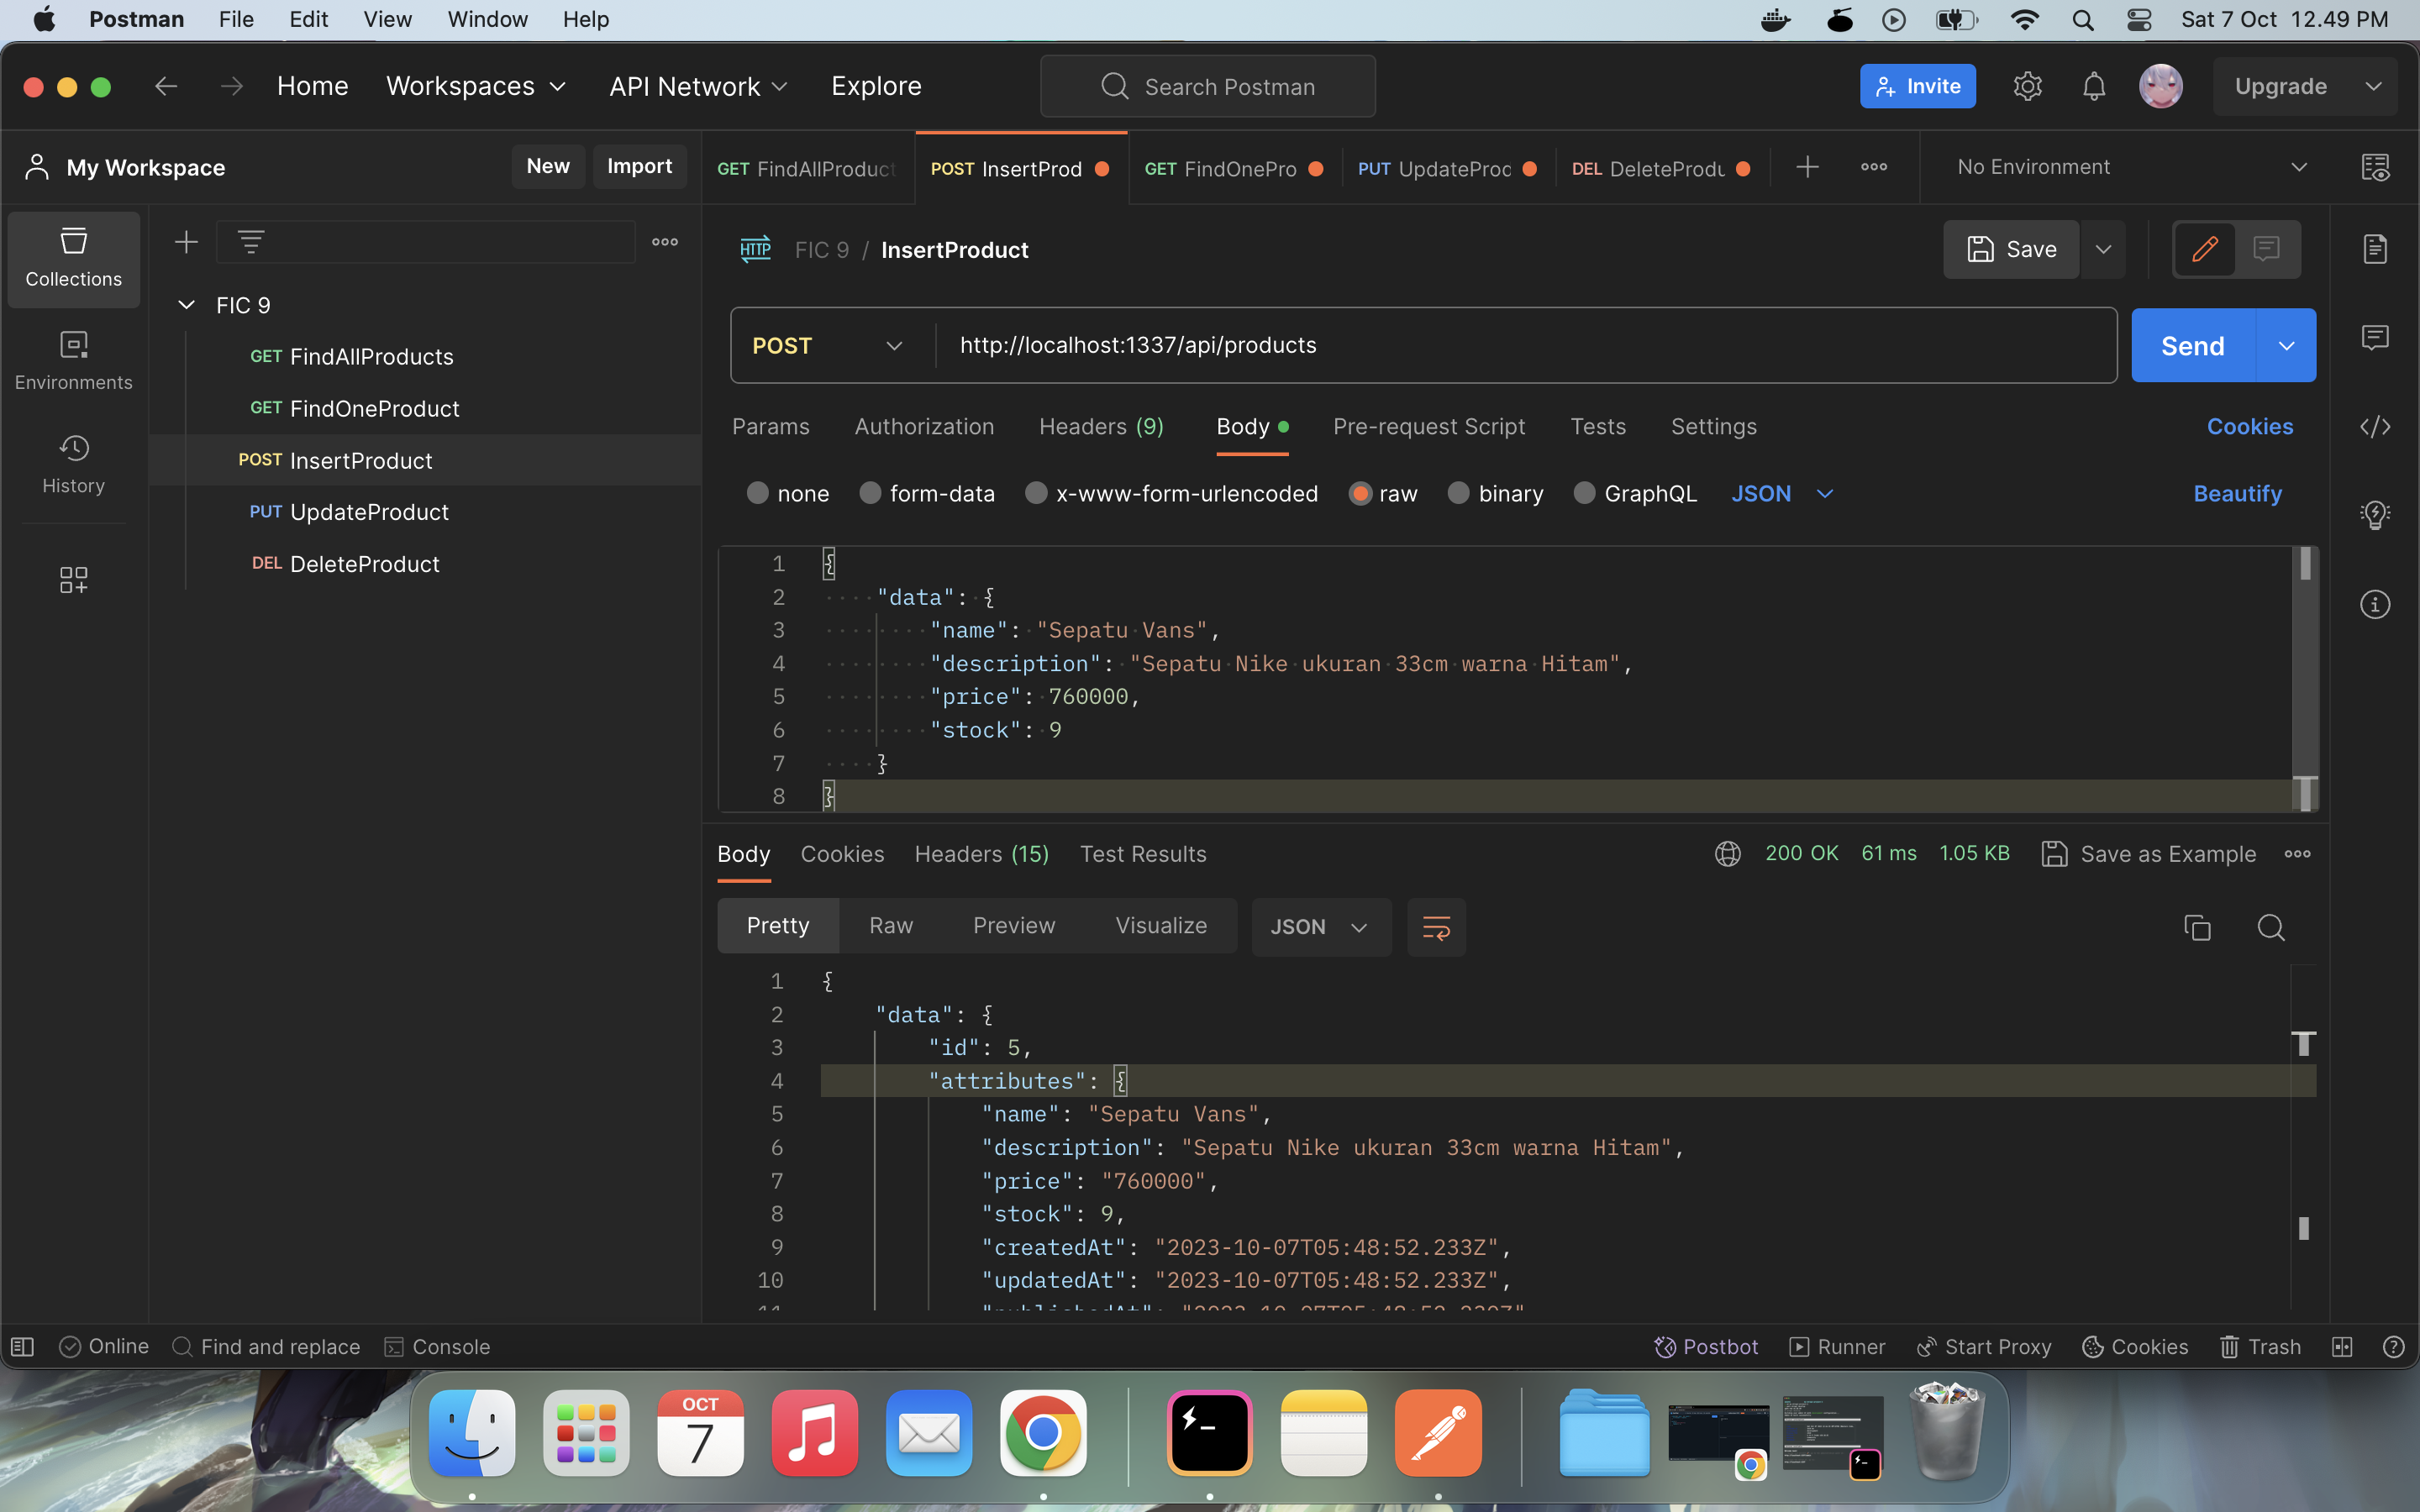 Postman File Edit View Window Help Sat 7 Oct 12.49 PM
Home Workspaces API Network Explore Search Postman Invite Upgrade
My Workspace New Import GET FindAllProduct POST InsertProd GET FindOnePro PUT UpdateProd DEL DeleteProdu No Environment
Collections
Environments
History
FIC 9
GET FindAllProducts
GET FindOneProduct
POST InsertProduct
PUT UpdateProduct
DEL DeleteProduct
HTTP FIC 9 / InsertProduct Save
POST http://localhost:1337/api/products Send
Params Authorization Headers (9) Body Pre-request Script Tests Settings Cookies
none form-data x-www-form-urlencoded raw binary GraphQL JSON Beautify
1 {
2 "data": {
3 "name": "Sepatu Vans",
4 "description": "Sepatu Nike ukuran 33cm warna Hitam",
5 "price": 760000,
6 "stock": 9
7 }
8 }
Body Cookies Headers (15) Test Results 200 OK 61 ms 1.05 KB Save as Example
Pretty Raw Preview Visualize JSON
1 {
2 "data": {
3 "id": 5,
4 "attributes": {
5 "name": "Sepatu Vans",
6 "description": "Sepatu Nike ukuran 33cm warna Hitam",
7 "price": "760000",
8 "stock": 9,
9 "createdAt": "2023-10-07T05:48:52.233Z",
10 "updatedAt": "2023-10-07T05:48:52.233Z",
Online Find and replace Console Postbot Runner Start Proxy Cookies Trash
OCT
7